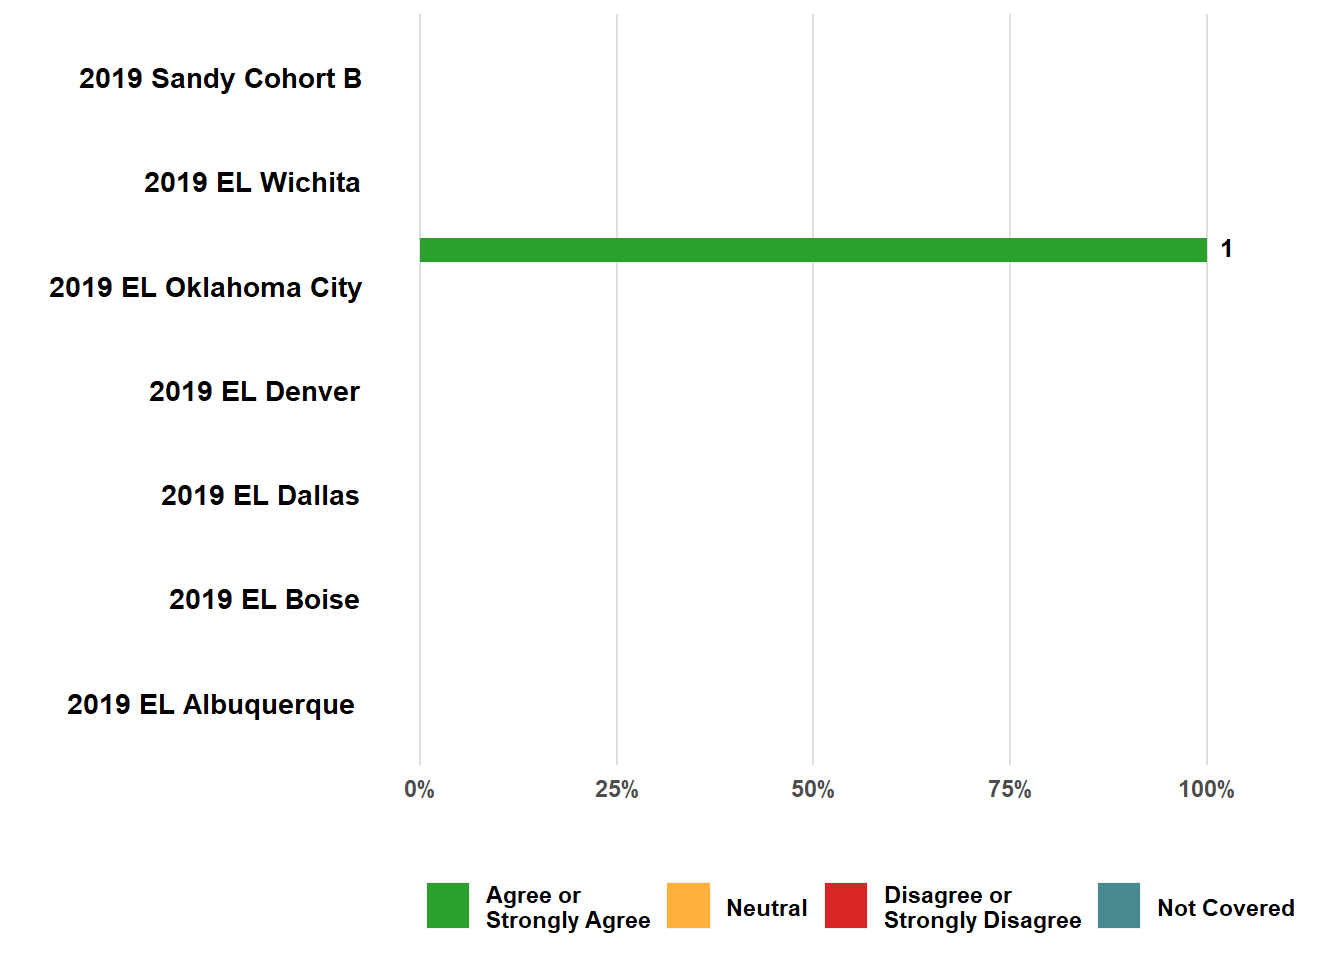 2019 Sandy Cohort B
2019 EL Wichita
1
2019 EL Oklahoma City
2019 EL Denver
2019 EL Dallas
2019 EL Boise
2019 EL Albuquerque
0% 25% 50% 75% 100%
Agree or
Strongly Agree
Neutral
Disagree or
Strongly Disagree
Not Covered